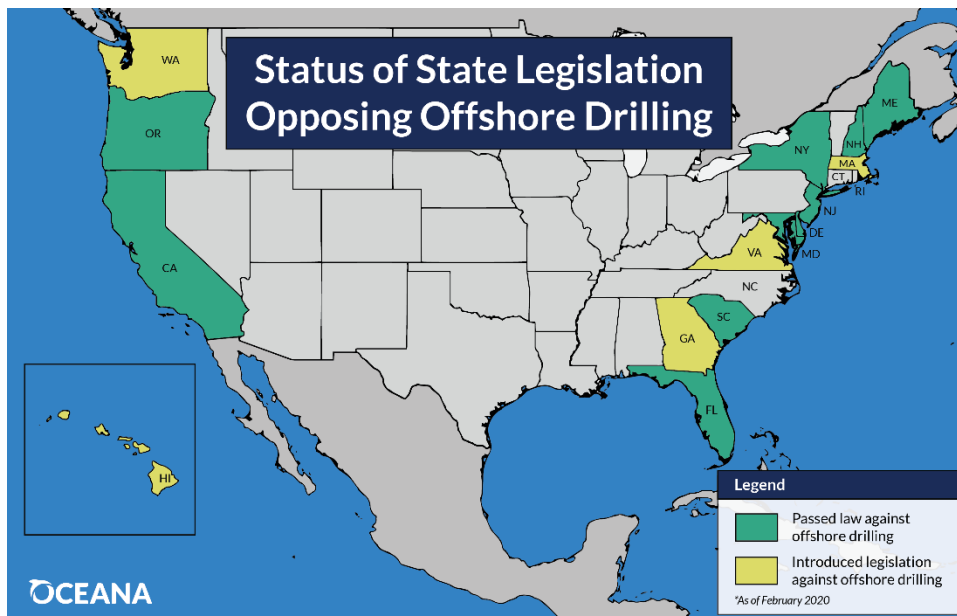 Status of State Legislation
Opposing Offshore Drilling
WA
OR
CA
HI
ME
NH
NY
MA
CT
RI
NJ
DE
MD
VA
NC
SC
GA
FL
Legend
Passed law against
offshore drilling
Introduced legislation
against offshore drilling
*As of February 2020
OCEANA